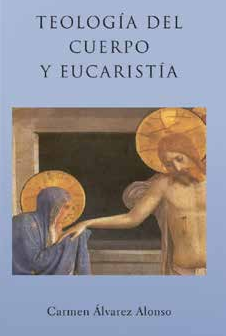 TEOLOGÍA DEL
CUERPO
Y EUCARISTÍA
Carmen Álvarez Alonso